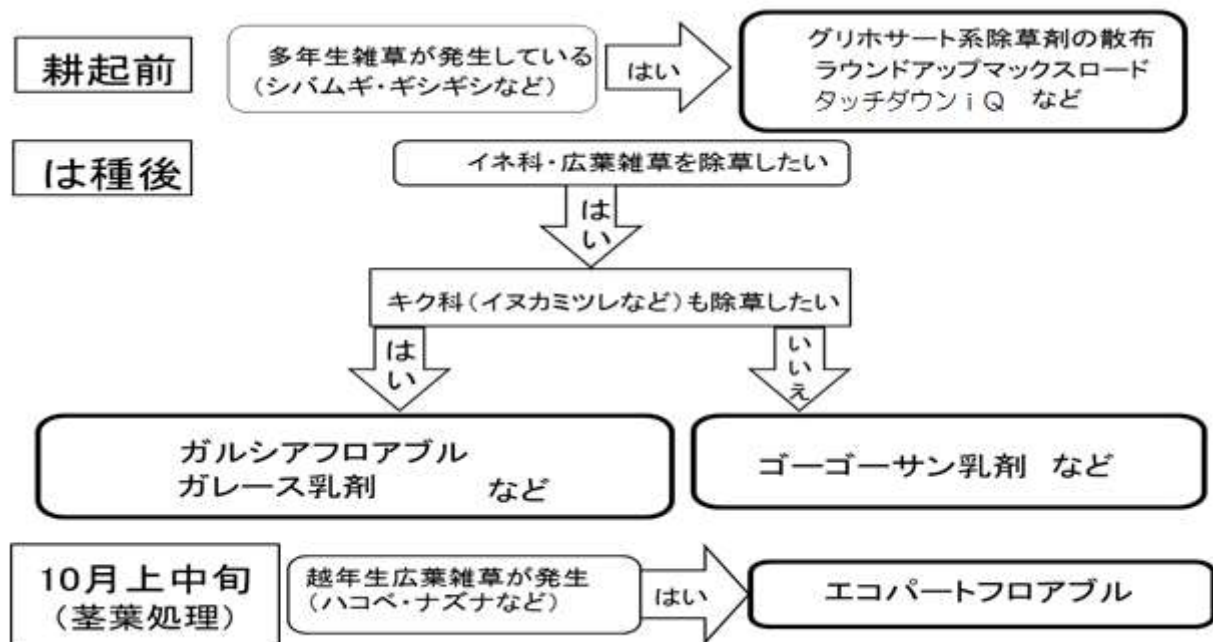 耕起前
多年生雑草が発生している
(シバムギ・ギシギシなど)
はい
グリホサート系除草剤の散布
ラウンドアップマックスロード
タッチダウンｉＱ など
は種後
イネ科・広葉雑草を除草したい
はい
キク科(イヌカミツレなど)も除草したい
はい
いいえ
ガルシアフロアブル
ガレース乳剤 など
ゴーゴーサン乳剤 など
10月上中旬
(茎葉処理)
越年生広葉雑草が発生
(ハコベ・ナズナなど)
はい
エコパートフロアブル